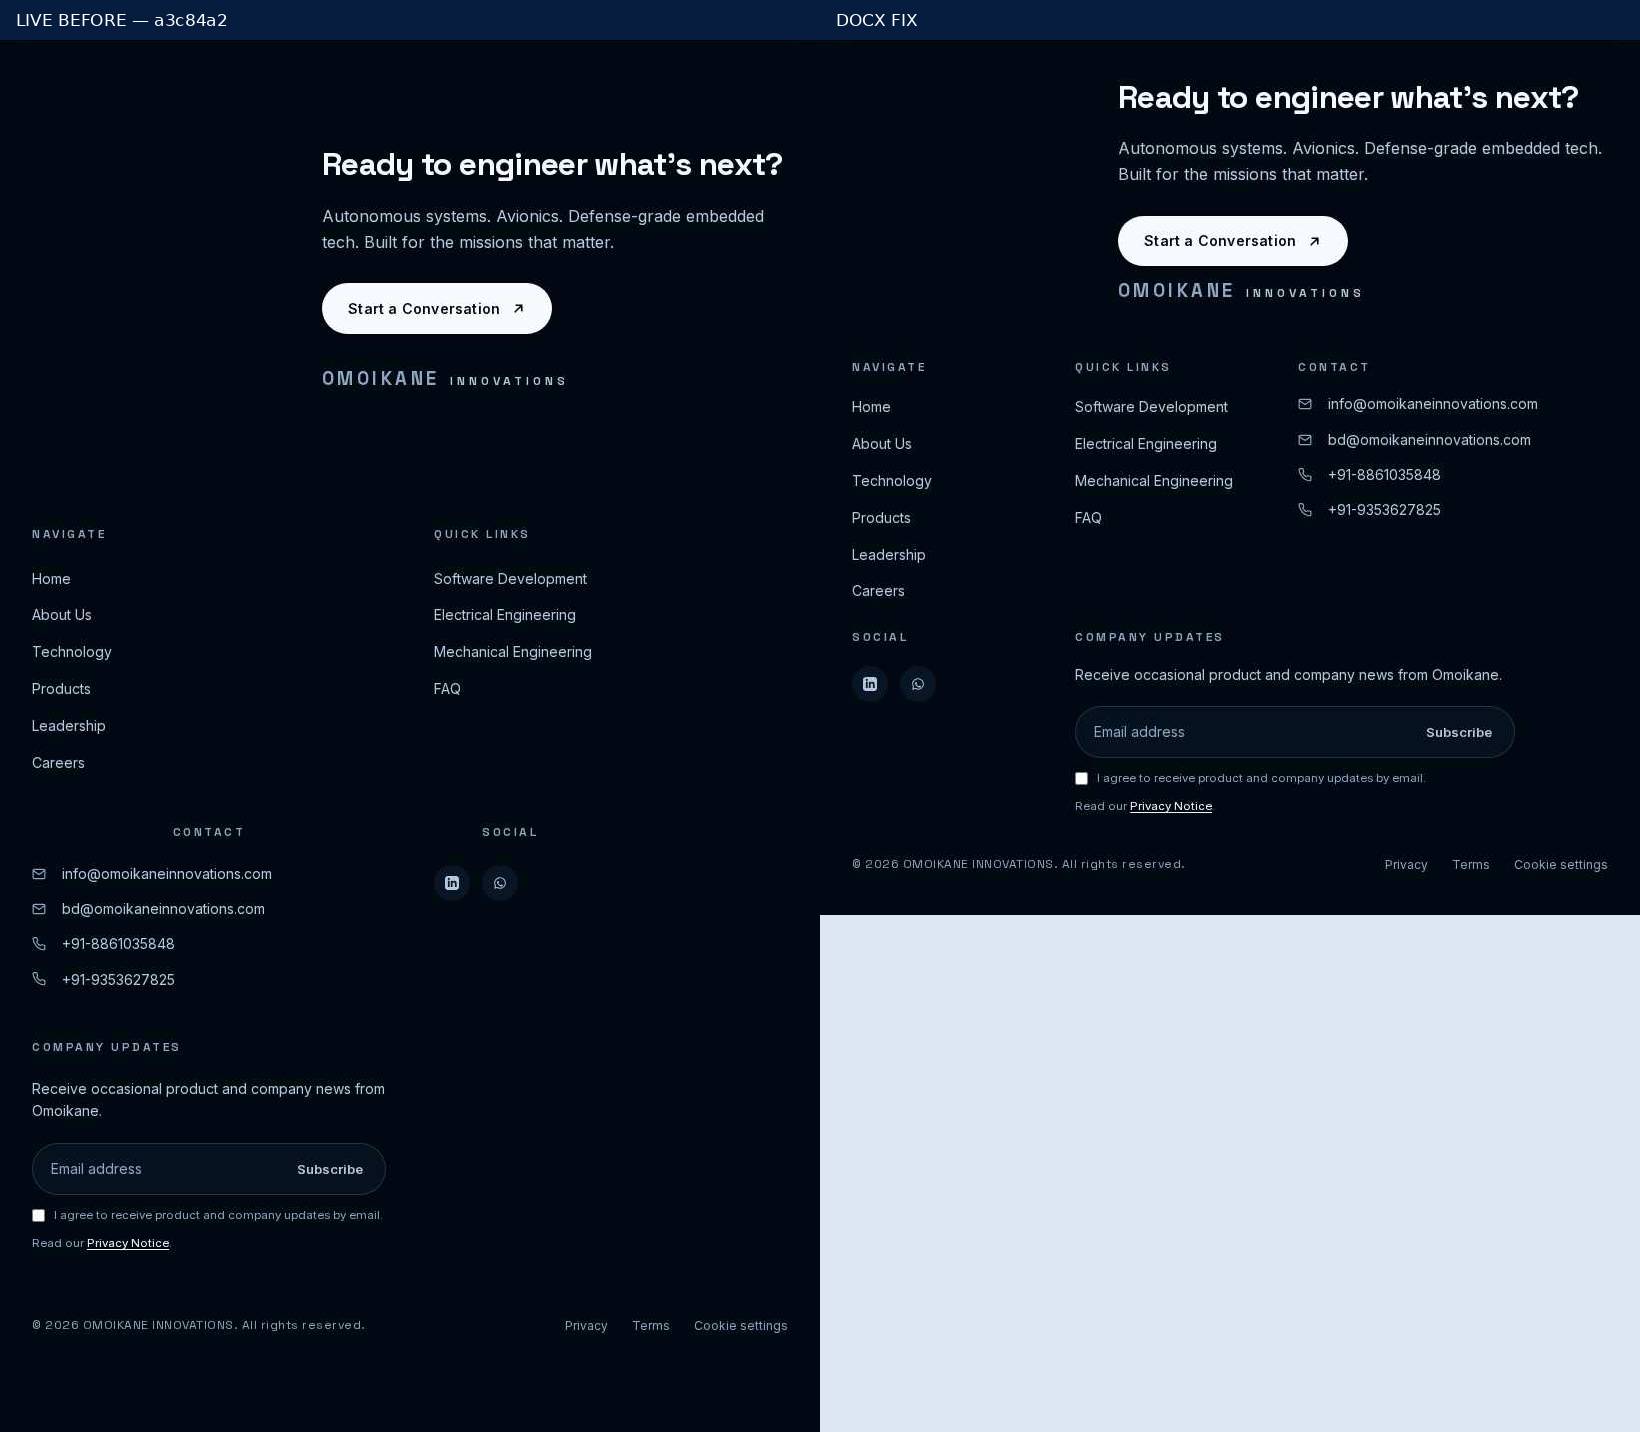 LIVE BEFORE — a3c84a2
Ready to engineer what’s next?
Autonomous systems. Avionics. Defense-grade embedded
tech. Built for the missions that matter.
Start a Conversation
OMOIKANE INNOVATIONS
NAVIGATE
Home
About Us
Technology
Products
Leadership
Careers
QUICK LINKS
Software Development
Electrical Engineering
Mechanical Engineering
FAQ
CONTACT
info@omoikaneinnovations.com
bd@omoikaneinnovations.com
+91-8861035848
+91-9353627825
SOCIAL
COMPANY UPDATES
Receive occasional product and company news from
Omoikane.
Email address Subscribe
I agree to receive product and company updates by email.
Read our Privacy Notice.
© 2026 OMOIKANE INNOVATIONS. All rights reserved.
Privacy Terms Cookie settings
DOCX FIX
Ready to engineer what’s next?
Autonomous systems. Avionics. Defense-grade embedded tech.
Built for the missions that matter.
Start a Conversation
OMOIKANE INNOVATIONS
NAVIGATE
Home
About Us
Technology
Products
Leadership
Careers
QUICK LINKS
Software Development
Electrical Engineering
Mechanical Engineering
FAQ
CONTACT
info@omoikaneinnovations.com
bd@omoikaneinnovations.com
+91-8861035848
+91-9353627825
SOCIAL
COMPANY UPDATES
Receive occasional product and company news from Omoikane.
Email address Subscribe
I agree to receive product and company updates by email.
Read our Privacy Notice.
© 2026 OMOIKANE INNOVATIONS. All rights reserved.
Privacy Terms Cookie settings